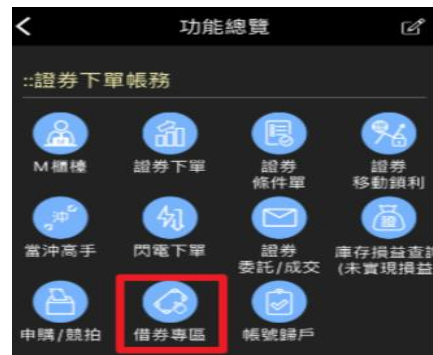 功能總覽
::證券下單帳務
M櫃檯 證券下單 證券 證券
條件單 移動鎖利
當沖高手 閃電下單 證券 庫存損益查詢
委託/成交 (未實現損益
申購/競拍 借券專區 帳號歸戶